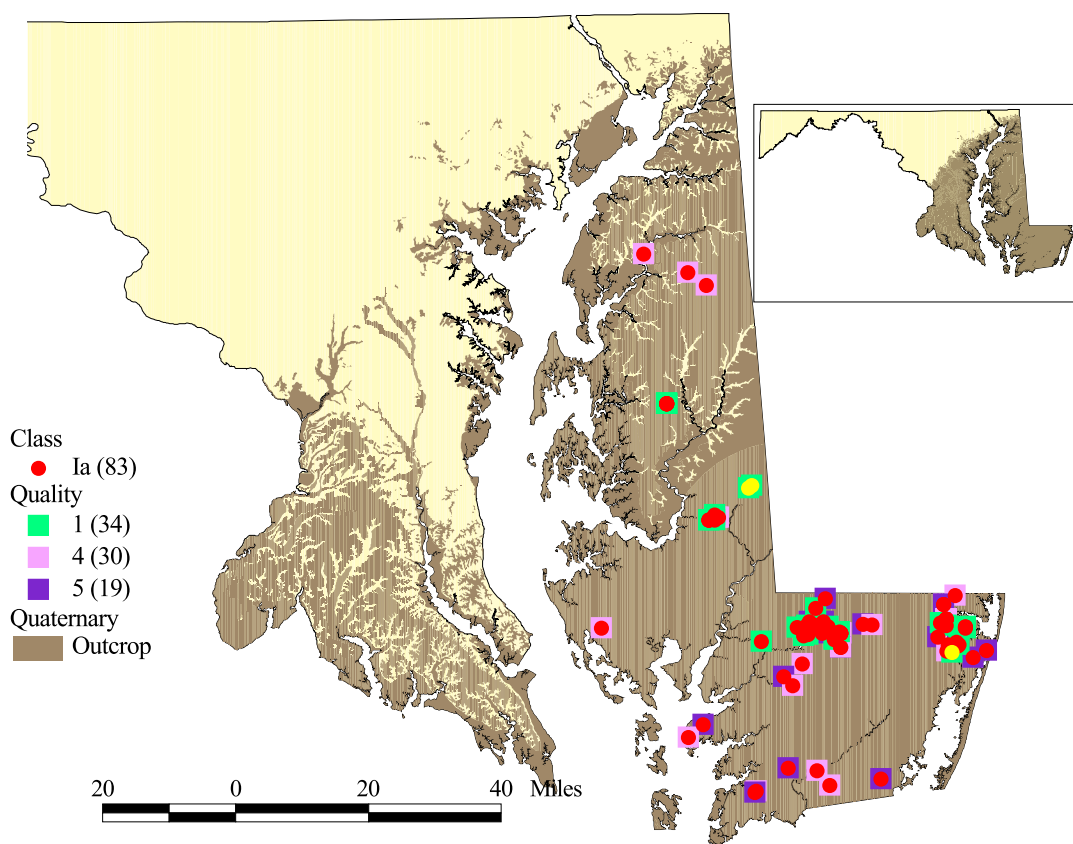 Class
Ia (83)
Quality
1 (34)
4 (30)
5 (19)
Quaternary
Outcrop
20 0 20 40 Miles